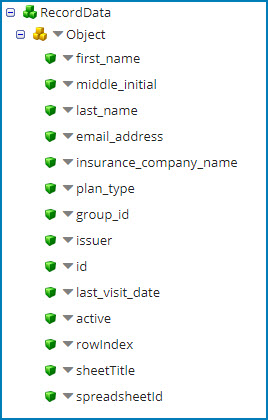 RecordData
Object
first_name
middle_initial
last_name
email_address
insurance_company_name
plan_type
group_id
issuer
id
last_visit_date
active
rowIndex
sheetTitle
spreadsheetId